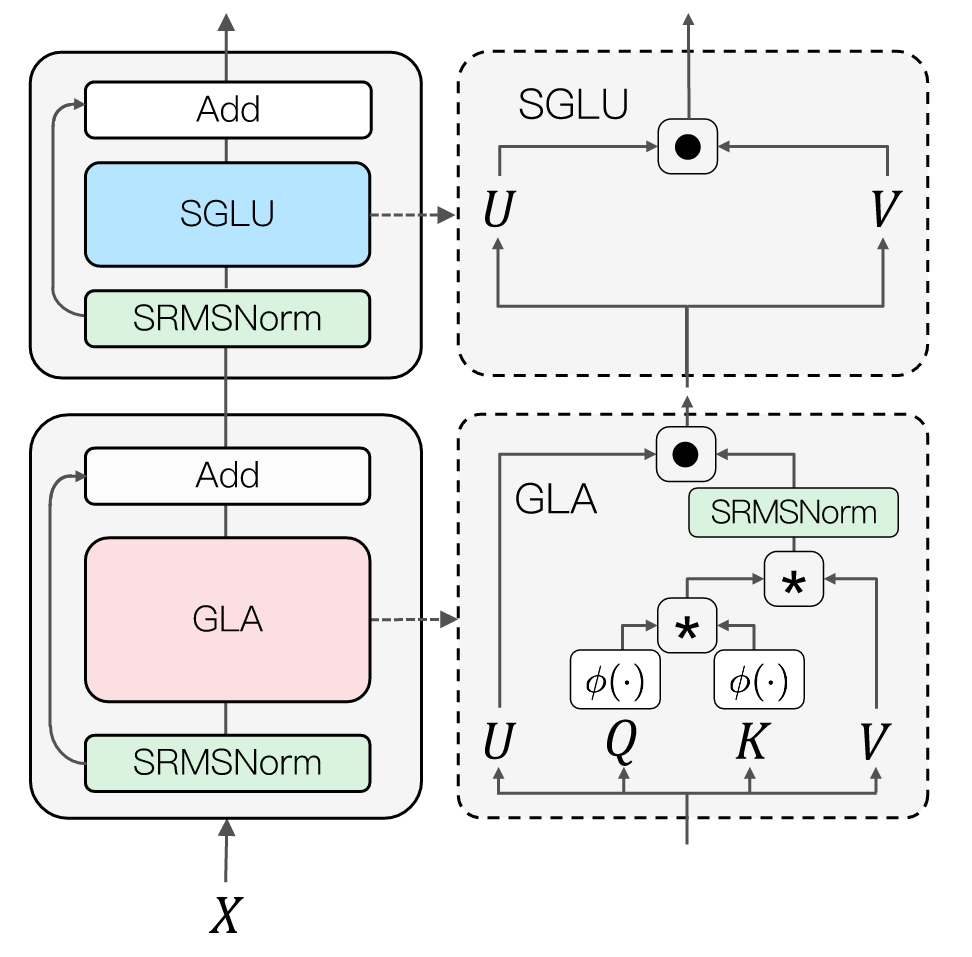 Add
SGLU
SRMSNorm
Add
GLA
SRMSNorm
X
SGLU
U V
GLA
SRMSNorm
*
*
ϕ(·) ϕ(·)
U Q K V